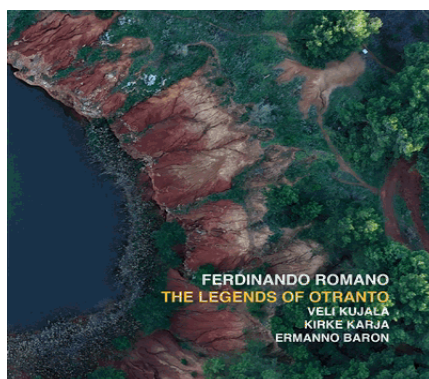 FERDINANDO ROMANO
THE LEGENDS OF OTRANTO
VELI KUJALA
KIRKE KARJA
ERMANNO BARON